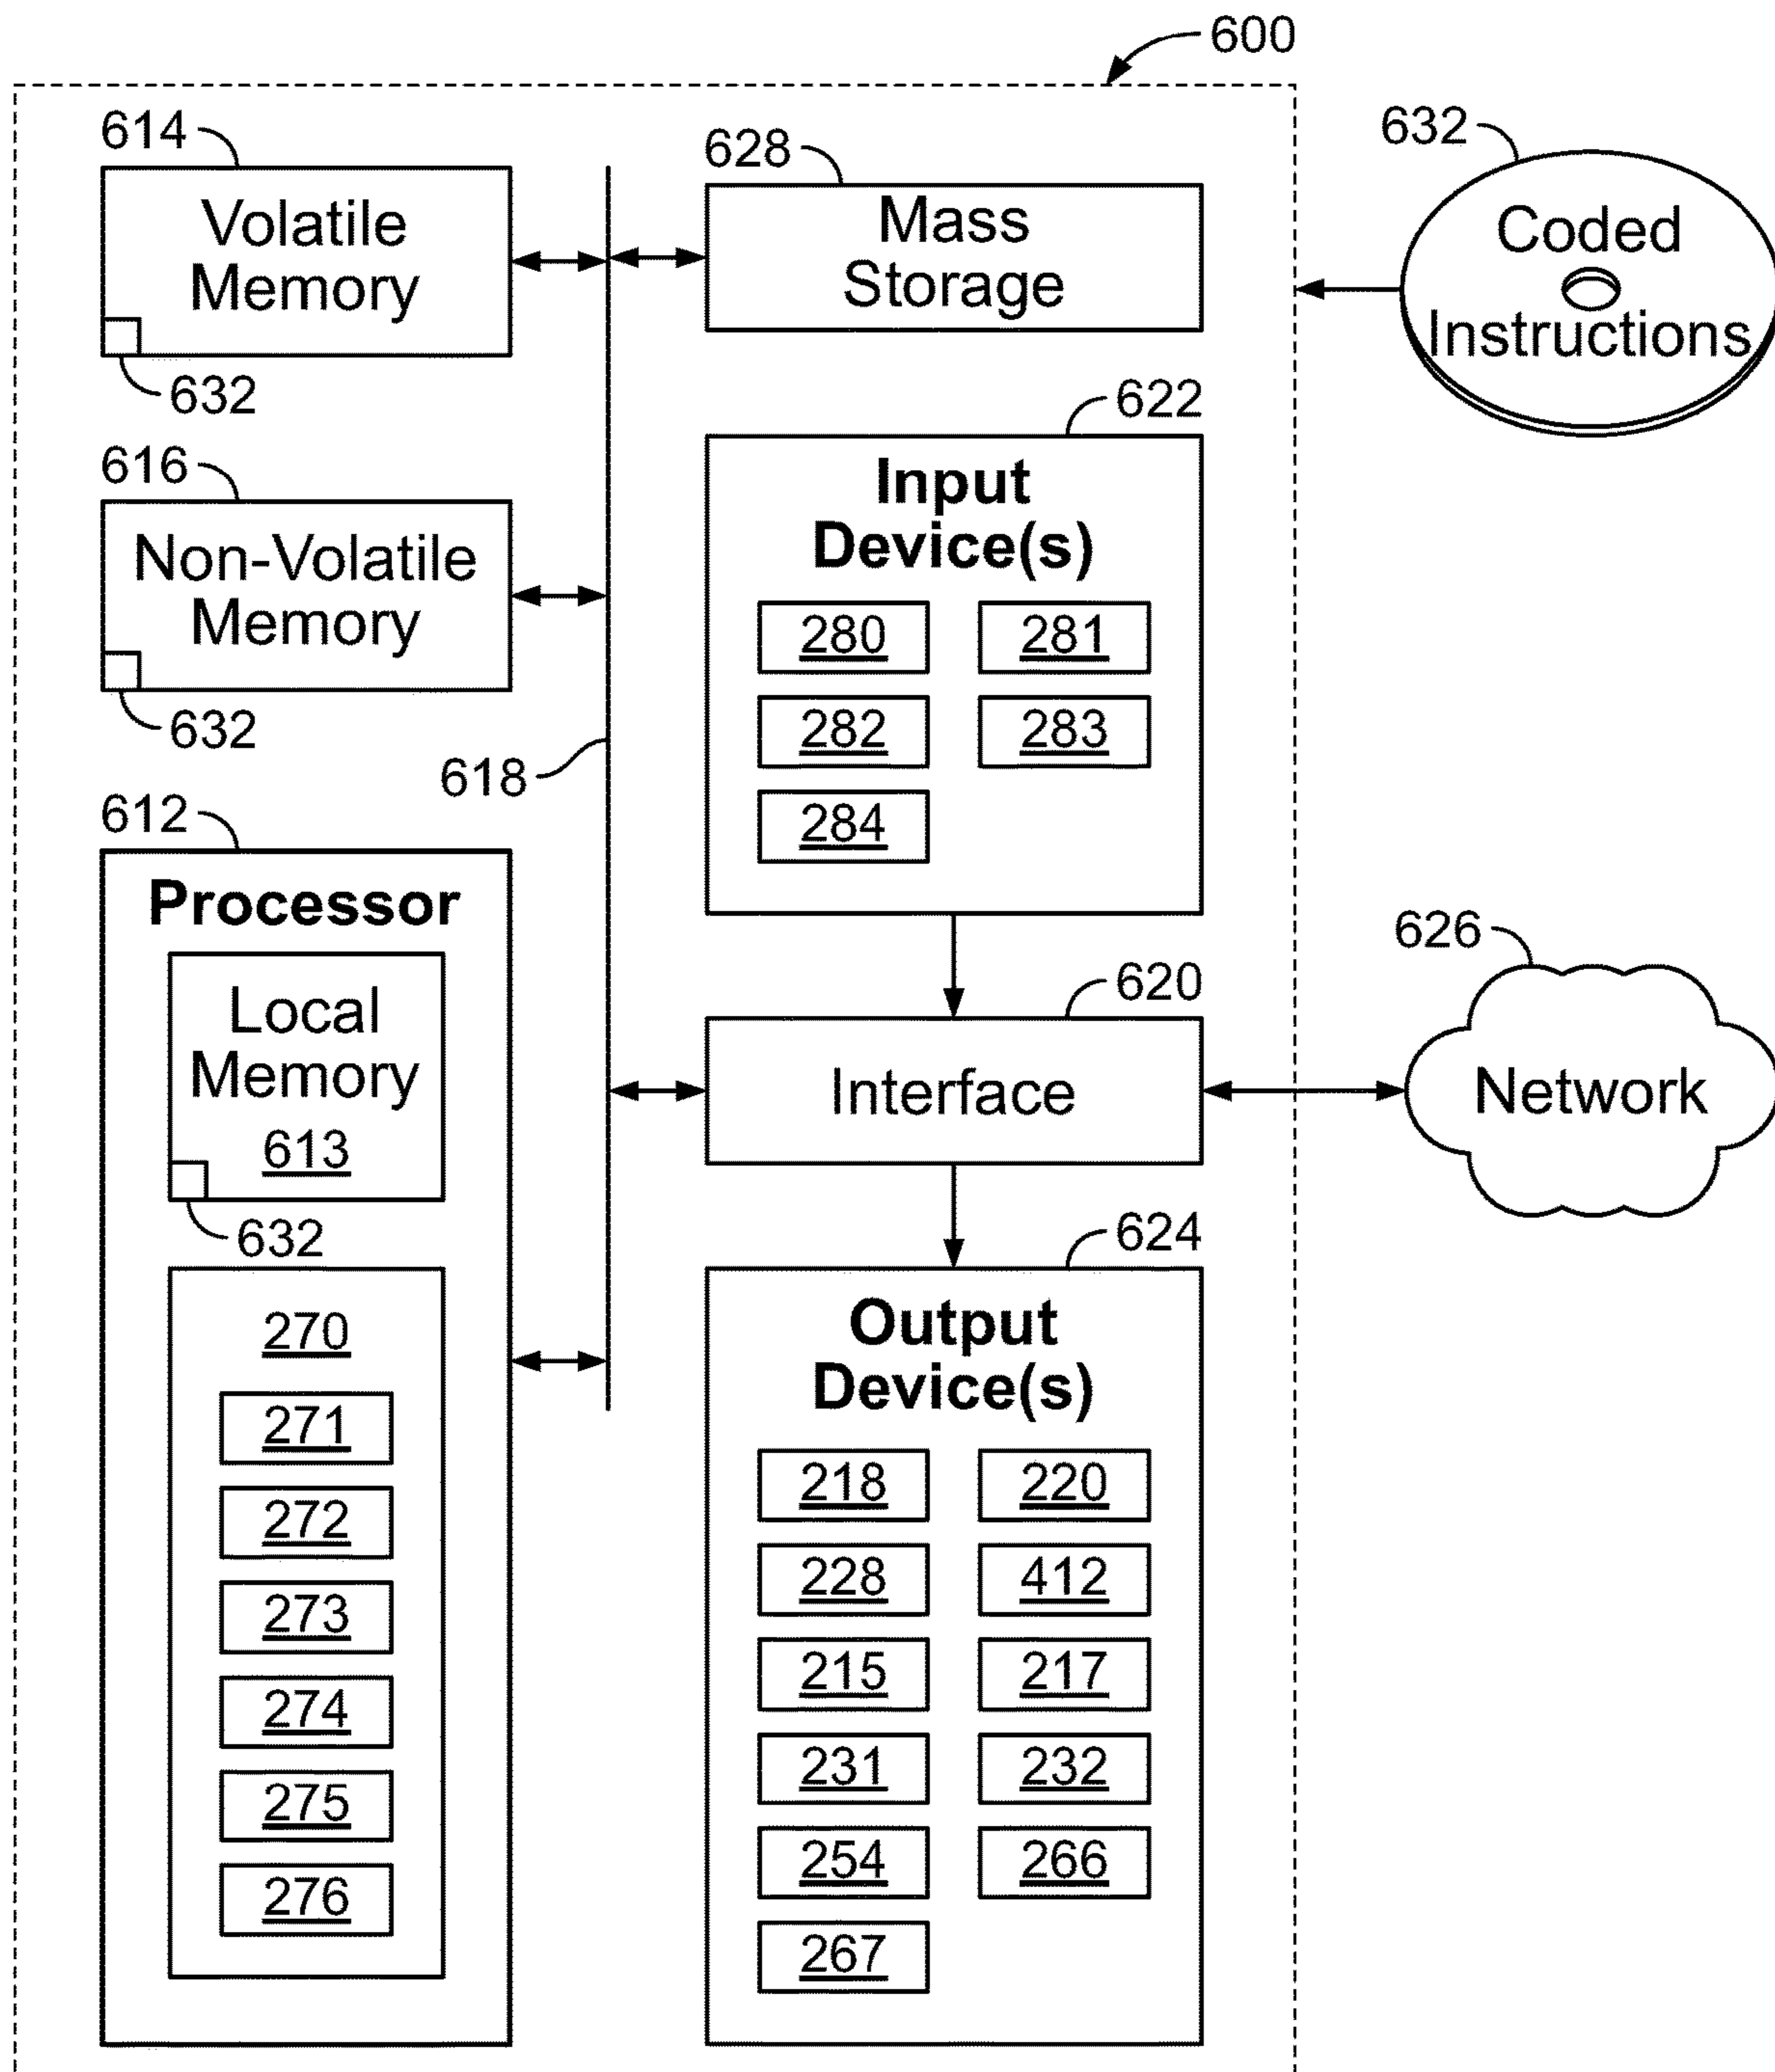 600
614
Volatile
Memory
632
628
Mass
Storage
632
Coded
Instructions
616
Non-Volatile
Memory
632
618
622
Input
Device(s)
280 281
282 283
284
612
Processor
Local
Memory
613
632
270
271
272
273
274
275
276
620
Interface
626
Network
624
Output
Device(s)
218 220
228 412
215 217
231 232
254 266
267